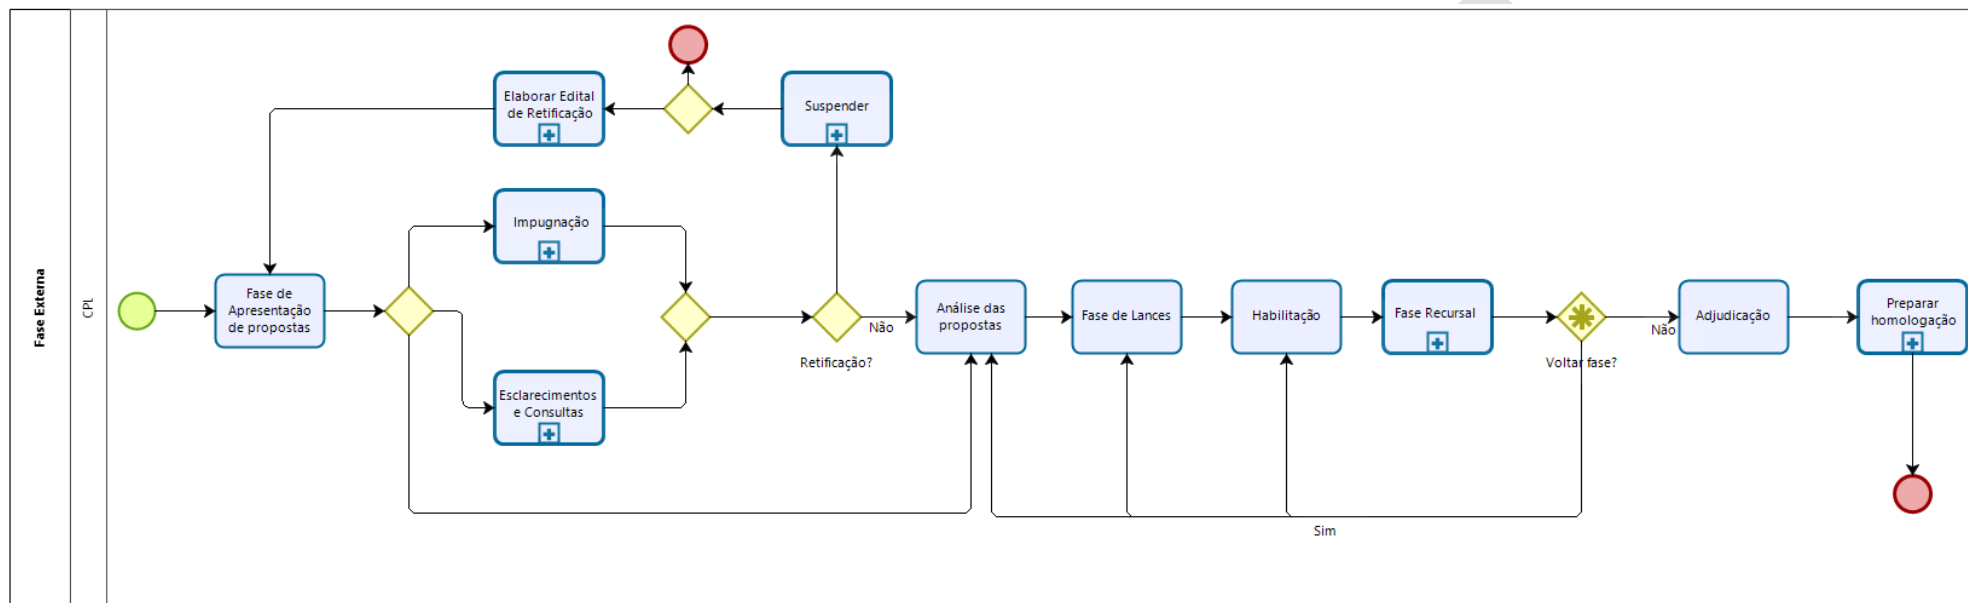 Fase Externa
CPL
Elaborar Edital
de Retificação
Suspender
Impugnação
Fase de
Apresentação
de propostas
Esclarecimentos
e Consultas
Retificação?
Não
Análise das
propostas
Fase de Lances
Habilitação
Fase Recursal
Voltar fase?
Não
Sim
Adjudicação
Preparar
homologação